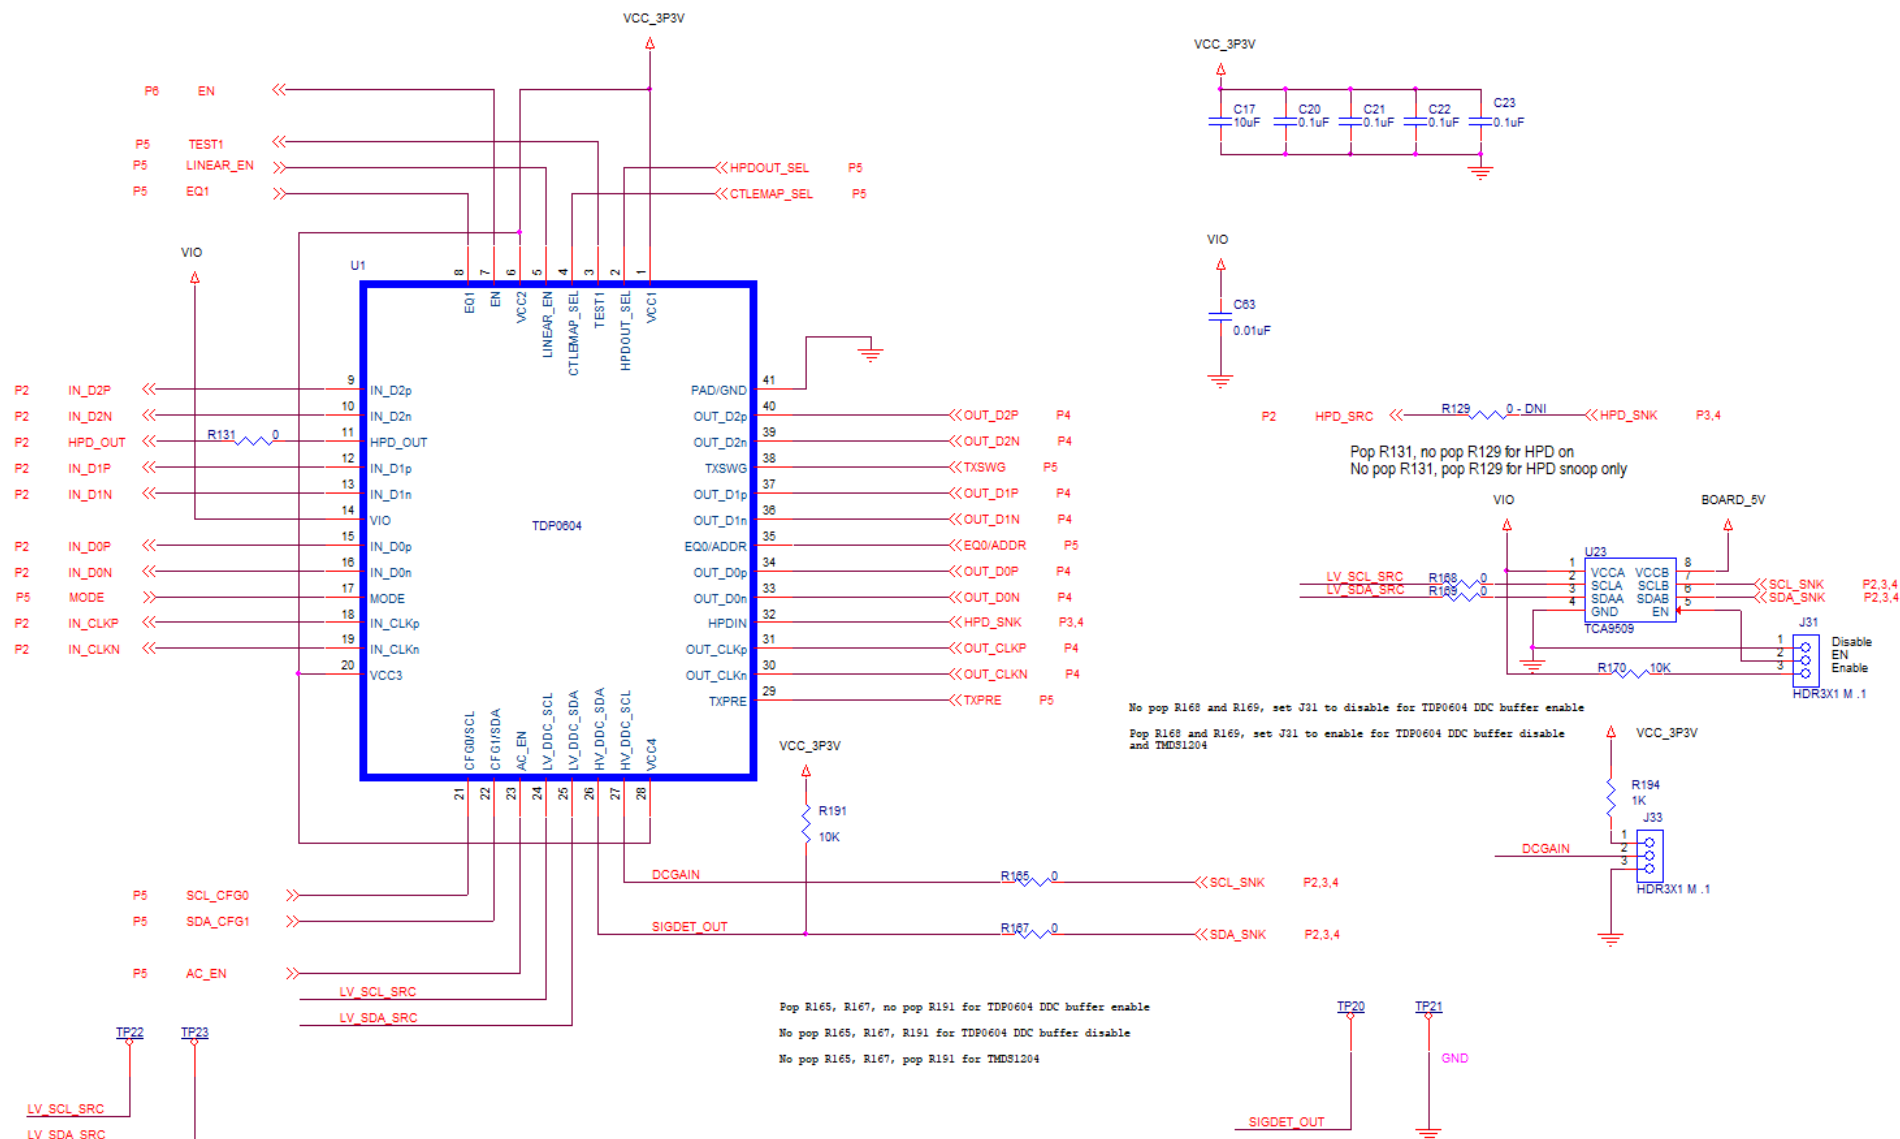 VCC_3P3V
VCC_3P3V
P6 EN
C17 10uF
C20 0.1uF
C21 0.1uF
C22 0.1uF
C23 0.1uF
P5 TEST1
P5 LINEAR_EN
HPDOUT_SEL P5
P5 EQ1
CTLEMAP_SEL P5
VIO
VIO
U1
8 7 6 5 4 3 2 1
EQ1 EN VCC2 LINEAR_EN CTLEMAP_SEL TEST1 HPDOUT_SEL VCC1
C63
0.01uF
P2 IN_D2P 9 IN_D2p
PAD/GND 41
P2 IN_D2N 10 IN_D2n
OUT_D2p 40 OUT_D2P P4
P2 HPD_OUT R131 0 11 HPD_OUT
OUT_D2n 39 OUT_D2N P4
P2 IN_D1P 12 IN_D1p
TXSWG 38 TXSWG P5
P2 IN_D1N 13 IN_D1n
OUT_D1p 37 OUT_D1P P4
14 VIO
OUT_D1n 36 OUT_D1N P4
TDP0604
P2 IN_D0P 15 IN_D0p
EQ0/ADDR 35 EQ0/ADDR P5
P2 IN_D0N 16 IN_D0n
OUT_D0p 34 OUT_D0P P4
P5 MODE 17 MODE
OUT_D0n 33 OUT_D0N P4
P2 IN_CLKP 18 IN_CLKp
HPDIN 32 HPD_SNK P3,4
P2 IN_CLKN 19 IN_CLKn
OUT_CLKp 31 OUT_CLKP P4
20 VCC3
OUT_CLKn 30 OUT_CLKN P4
TXPRE 29 TXPRE P5
P2 HPD_SRC R129 0 - DNI HPD_SNK P3,4
Pop R131, no pop R129 for HPD on
No pop R131, pop R129 for HPD snoop only
VIO BOARD_5V
U23
1 VCCA VCCB 8
LV_SCL_SRC R168 0 2 SCLA SCLB 7 SCL_SNK P2,3,4
LV_SDA_SRC R169 0 3 SDAA SDAB 6 SDA_SNK P2,3,4
4 GND EN 5
TCA9509
J31
1 Disable
2 EN
R170 10K 3 Enable
HDR3X1 M .1
No pop R168 and R169, set J31 to disable for TDP0604 DDC buffer enable
Pop R168 and R169, set J31 to enable for TDP0604 DDC buffer disable
and TMDS1204
CFG0/SCL CFG1/SDA AC_EN LV_DDC_SCL LV_DDC_SDA HV_DDC_SDA HV_DDC_SCL VCC4
21 22 23 24 25 26 27 28
VCC_3P3V
R191
10K
VCC_3P3V
R194
1K
J33
1
DCGAIN 2
3
HDR3X1 M .1
DCGAIN R165 0 SCL_SNK P2,3,4
P5 SCL_CFG0
P5 SDA_CFG1
SIGDET_OUT R167 0 SDA_SNK P2,3,4
P5 AC_EN
LV_SCL_SRC
LV_SDA_SRC
Pop R165, R167, no pop R191 for TDP0604 DDC buffer enable
No pop R165, R167, R191 for TDP0604 DDC buffer disable
No pop R165, R167, pop R191 for TMDS1204
TP22 TP23
TP20 TP21
GND
LV_SCL_SRC
LV_SDA_SRC
SIGDET_OUT